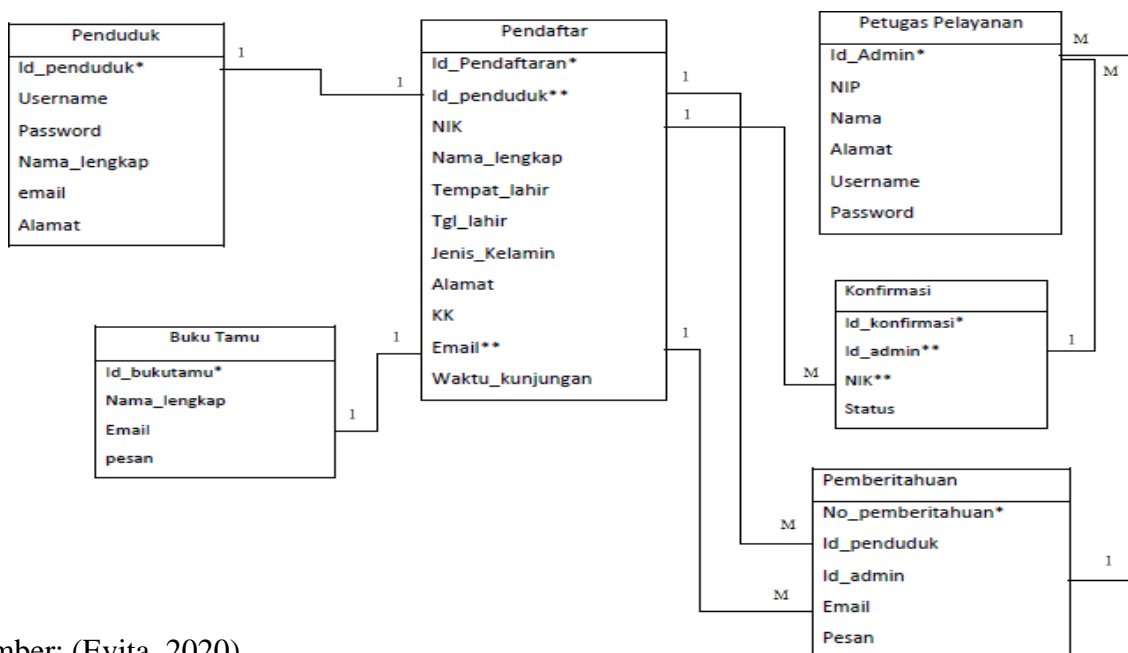 Penduduk
Id_penduduk*
Username
Password
Nama_lengkap
email
Alamat
1
1
Pendaftar
Id_Pendaftaran*
Id_penduduk**
NIK
Nama_lengkap
Tempat_lahir
Tgl_lahir
Jenis_Kelamin
Alamat
KK
Email**
Waktu_kunjungan
1
1
1
Petugas Pelayanan
Id_Admin*
NIP
Nama
Alamat
Username
Password
M
M
Buku Tamu
Id_bukutamu*
Nama_lengkap
Email
pesan
1
1
Konfirmasi
Id_konfirmasi*
Id_admin**
NIK**
Status
M
1
Pemberitahuan
No_pemberitahuan*
Id_penduduk
Id_admin
Email
Pesan
M
M
1
mber: (Evita, 2020)